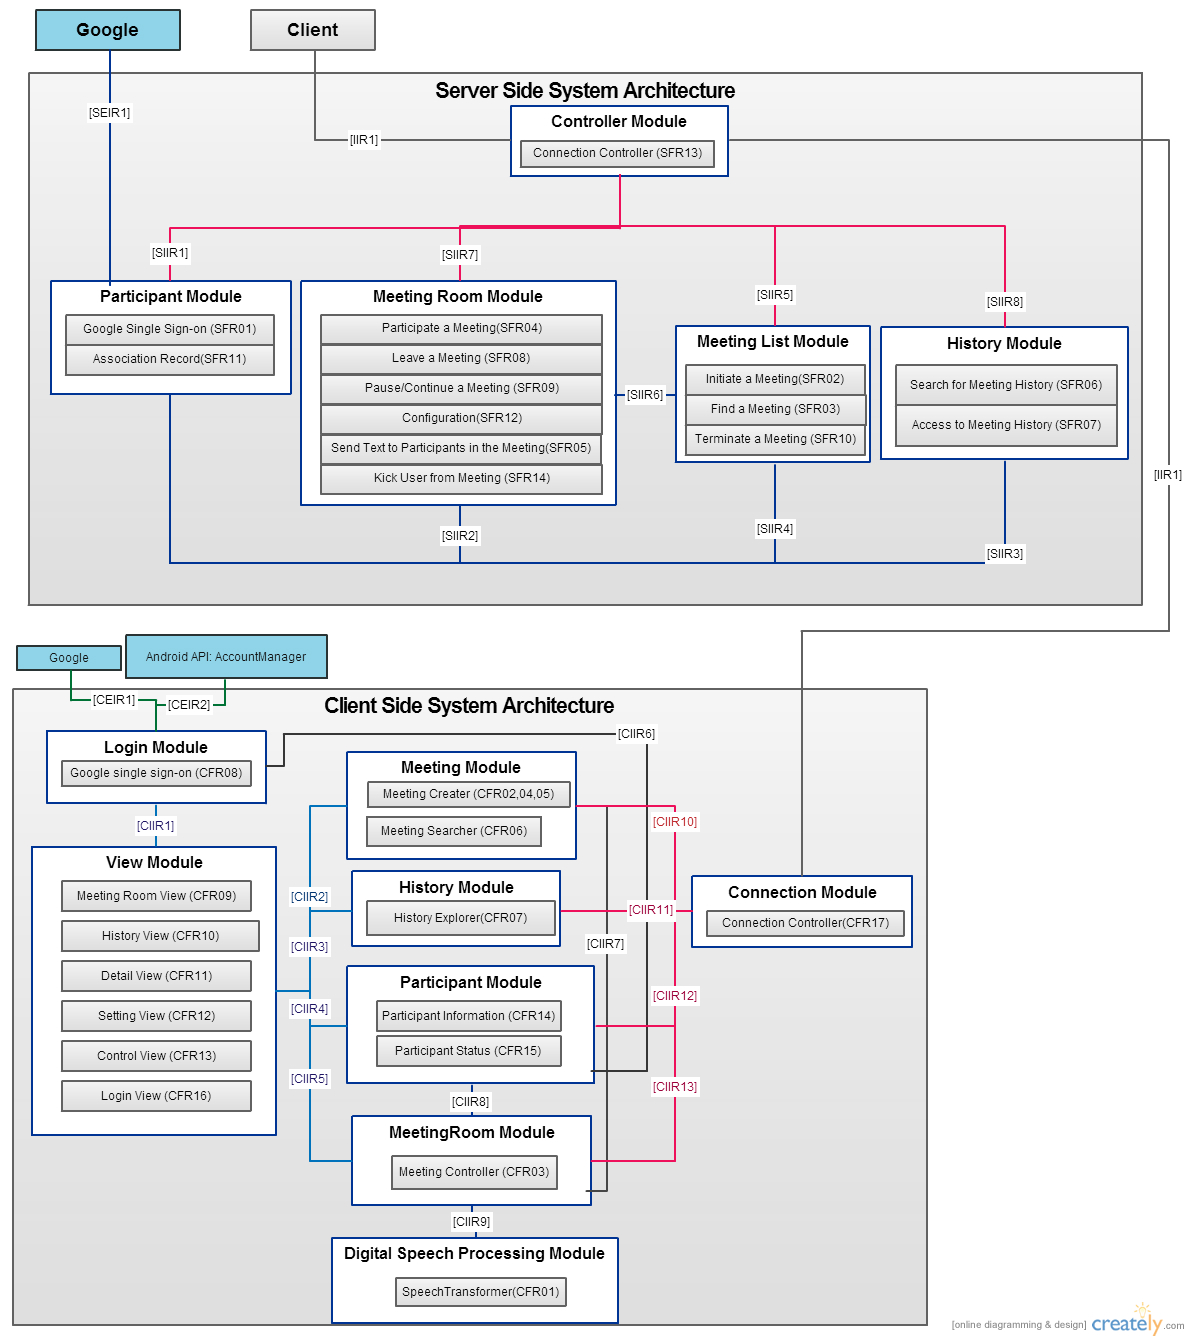 Google
Client
Server Side System Architecture
[SEIR1]
Controller Module
[IIR1]
Connection Controller (SFR13)
[SIIR1]
[SIIR7]
[SIIR5]
[SIIR8]
Participant Module
Google Single Sign-on (SFR01)
Association Record(SFR11)
Meeting Room Module
Participate a Meeting(SFR04)
Leave a Meeting (SFR08)
Pause/Continue a Meeting (SFR09)
Configuration(SFR12)
Send Text to Participants in the Meeting(SFR05)
Kick User from Meeting (SFR14)
[SIIR6]
Meeting List Module
Initiate a Meeting(SFR02)
Find a Meeting (SFR03)
Terminate a Meeting (SFR10)
History Module
Search for Meeting History (SFR06)
Access to Meeting History (SFR07)
[IIR1]
[SIIR2]
[SIIR4]
[SIIR3]
Google
Android API: AccountManager
[CEIR1]
[CEIR2]
Client Side System Architecture
[CIIR6]
Login Module
Google single sign-on (CFR08)
[CIIR1]
View Module
Meeting Room View (CFR09)
History View (CFR10)
Detail View (CFR11)
Setting View (CFR12)
Control View (CFR13)
Login View (CFR16)
[CIIR2]
[CIIR3]
[CIIR4]
[CIIR5]
Meeting Module
Meeting Creater (CFR02,04,05)
Meeting Searcher (CFR06)
History Module
History Explorer(CFR07)
Participant Module
Participant Information (CFR14)
Participant Status (CFR15)
[CIIR8]
MeetingRoom Module
Meeting Controller (CFR03)
[CIIR9]
Digital Speech Processing Module
SpeechTransformer(CFR01)
[CIIR10]
[CIIR11]
[CIIR7]
[CIIR12]
[CIIR13]
Connection Module
Connection Controller(CFR17)
[online diagramming & design] creately.com